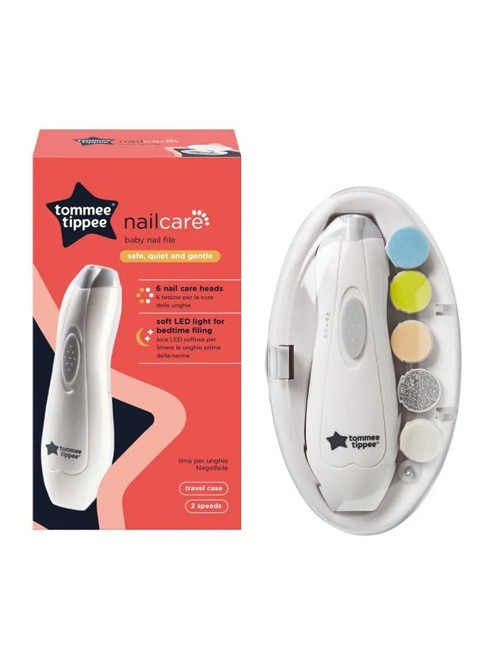 tommee
tippee
nailcare
tommee
tippee®
nailcare
baby nail file
safe, quiet and gentle
6 nail care heads
6 testine per la cura
delle unghie
soft LED light for
bedtime filing
luce LED soffusa per
limare le unghie prima
della nanna
lima per unghie
Nagelfeile
travel case
2 speeds
tommee
tippee®